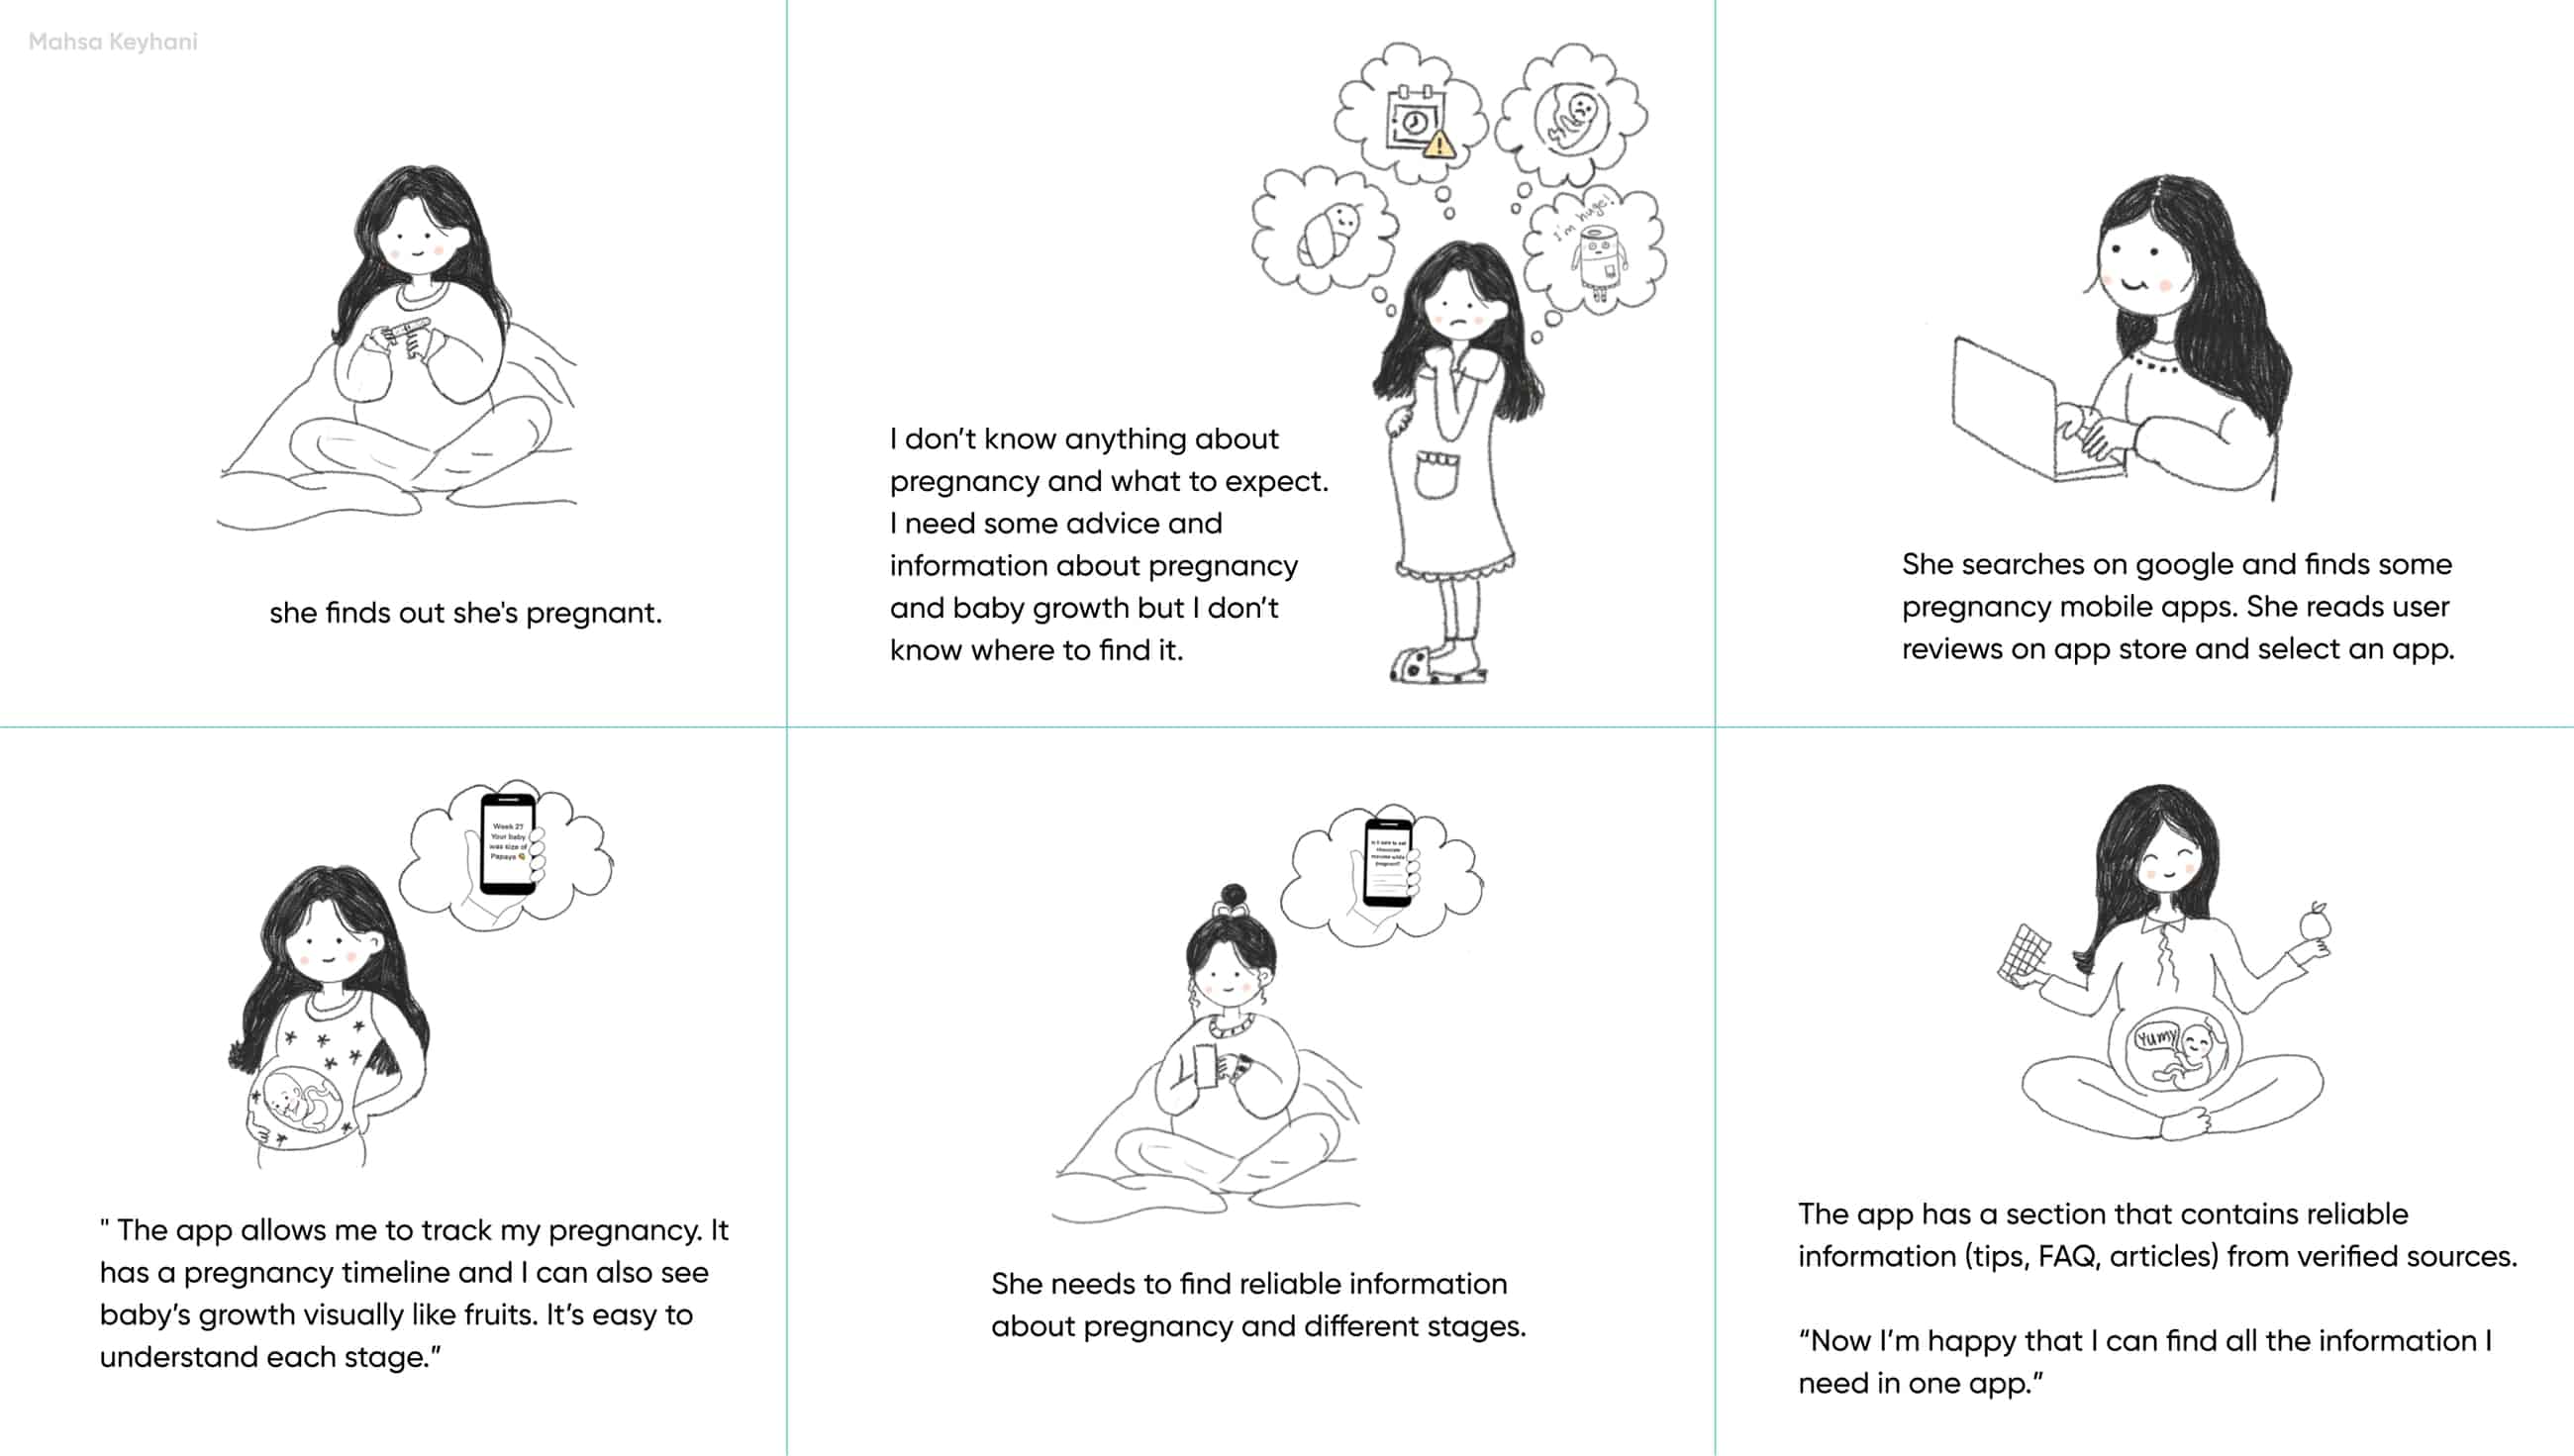 Mahsa Keyhani
she finds out she's pregnant.
I'm huge!
I don’t know anything about
pregnancy and what to expect.
I need some advice and
information about pregnancy
and baby growth but I don’t
know where to find it.
She searches on google and finds some
pregnancy mobile apps. She reads user
reviews on app store and select an app.
Week 27
Your baby
was size of
Papaya
" The app allows me to track my pregnancy. It
has a pregnancy timeline and I can also see
baby’s growth visually like fruits. It’s easy to
understand each stage.”
is it safe to eat
chocolate
mousse while
pregnant?
She needs to find reliable information
about pregnancy and different stages.
Yumy
The app has a section that contains reliable
information (tips, FAQ, articles) from verified sources.
“Now I’m happy that I can find all the information I
need in one app.”